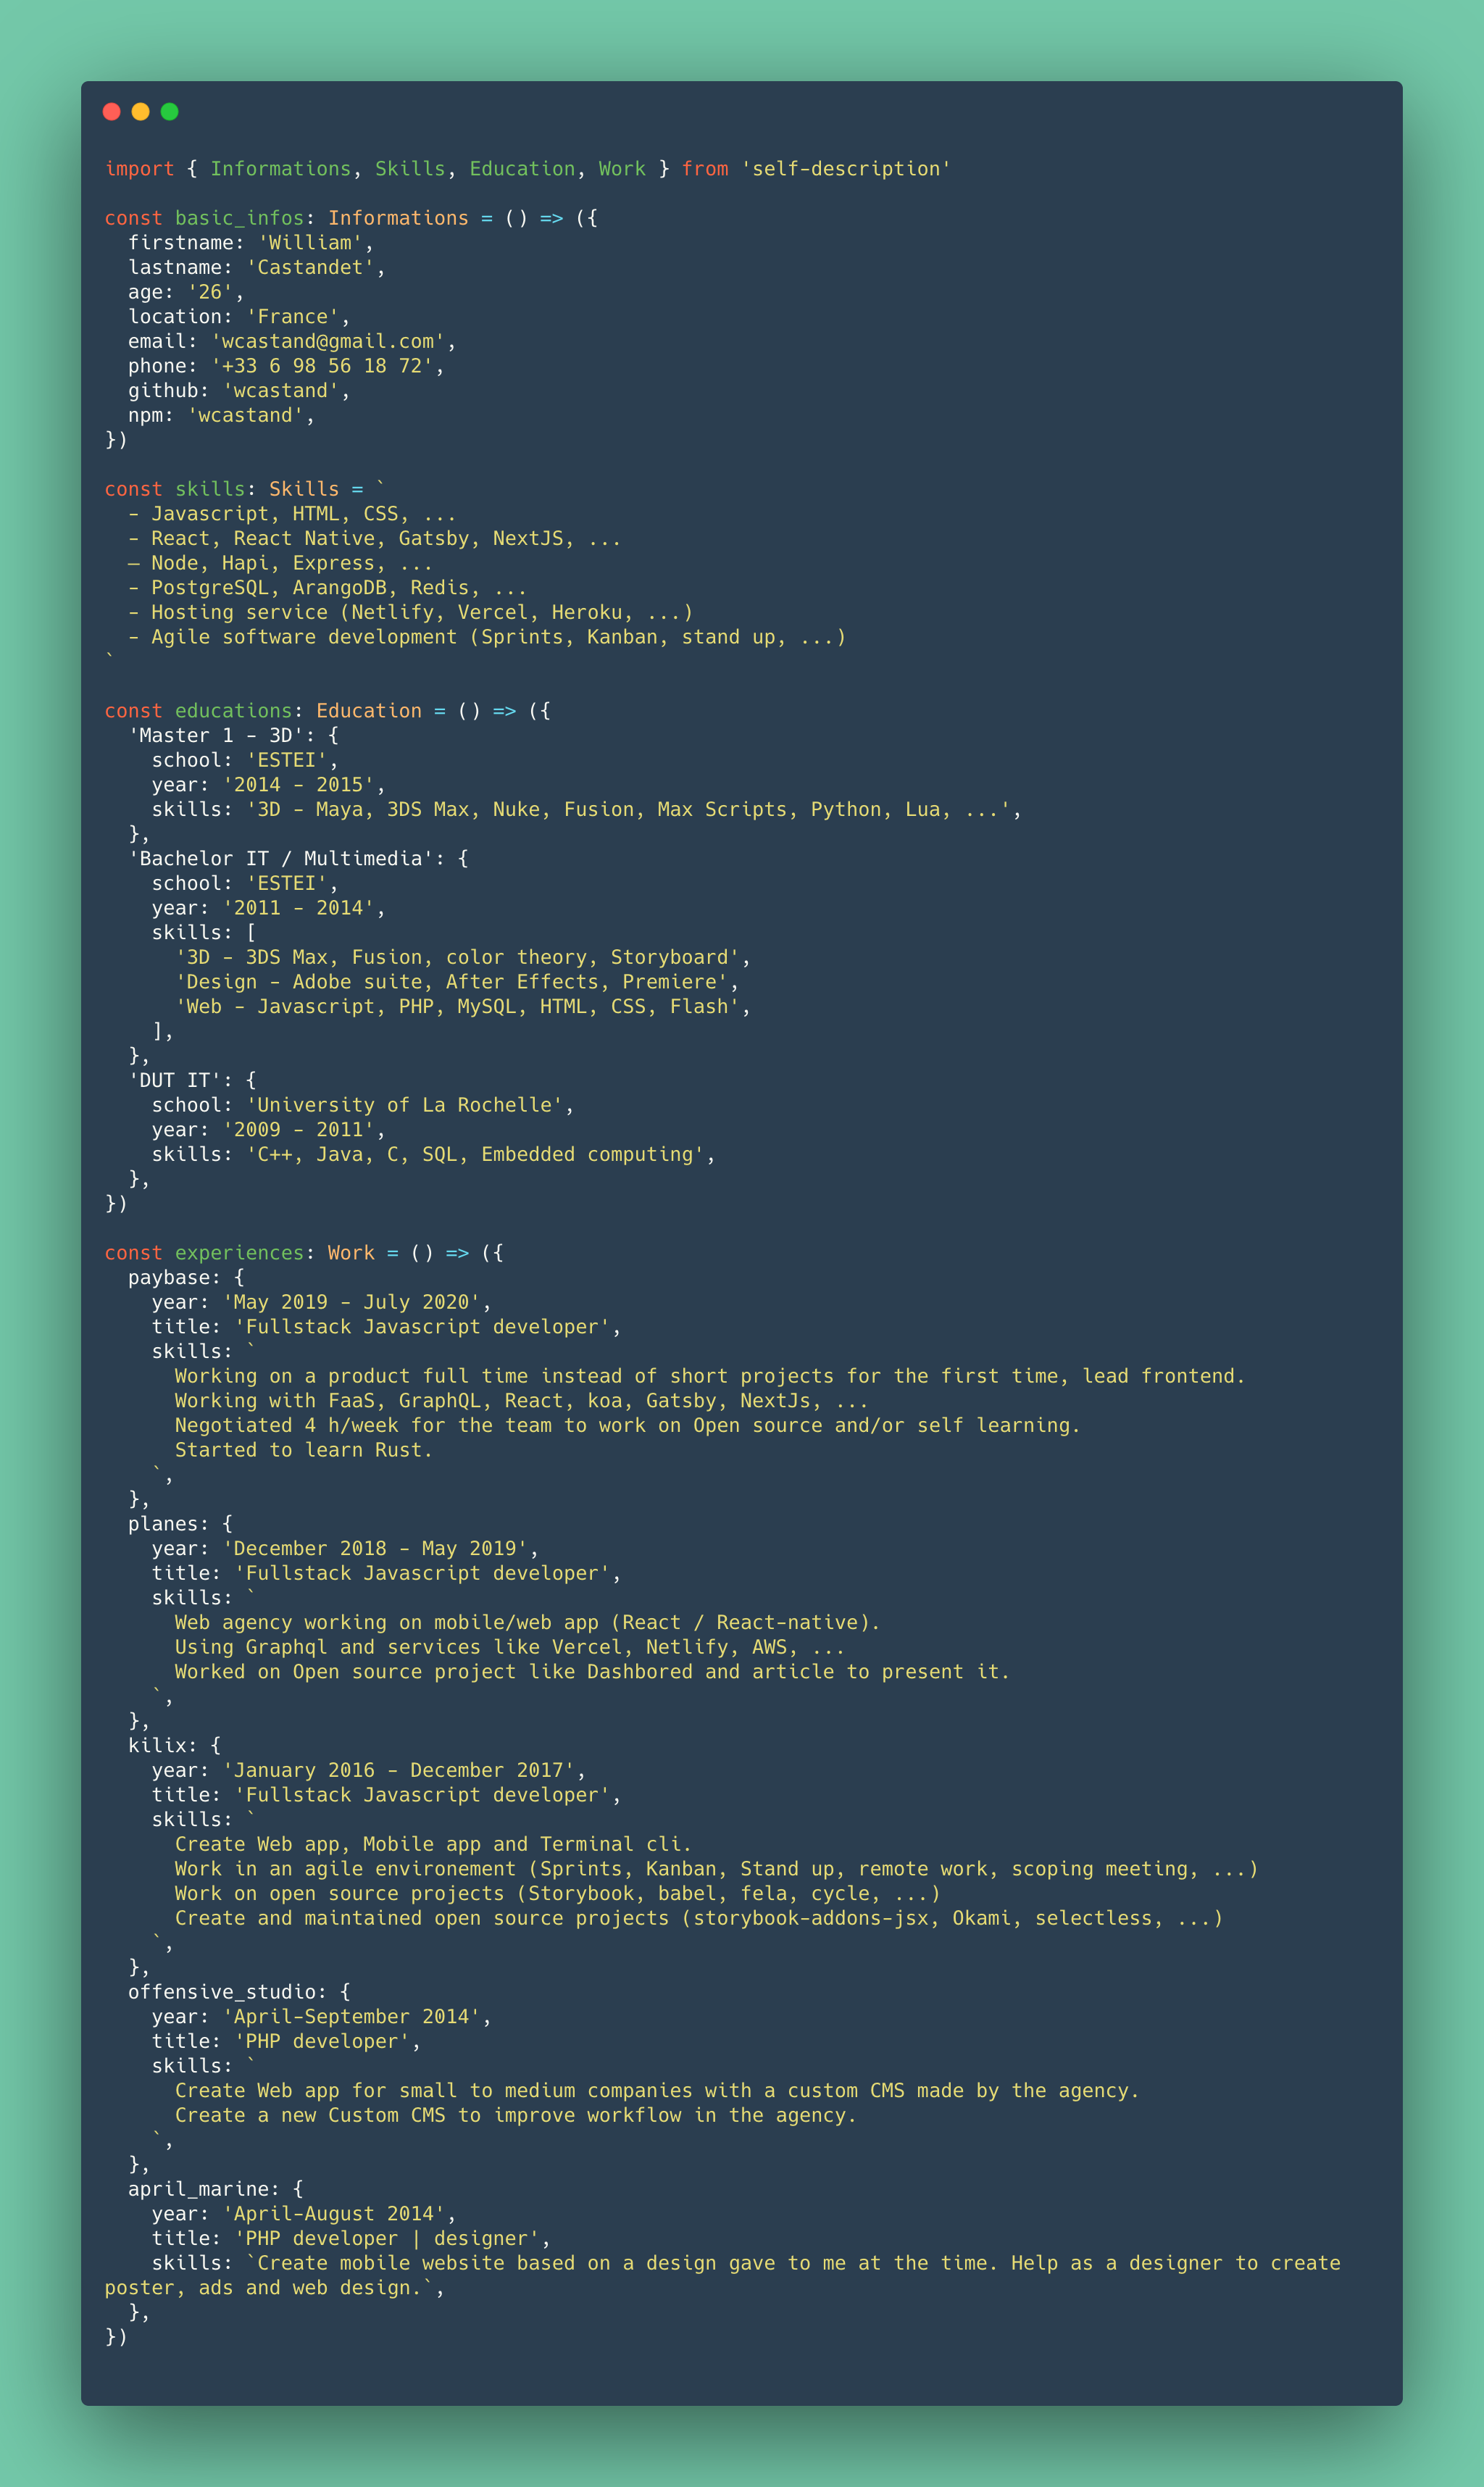 import { Informations, Skills, Education, Work } from 'self-description'

const basic_infos: Informations = () => ({
  firstname: 'William',
  lastname: 'Castandet',
  age: '26',
  location: 'France',
  email: 'wcastand@gmail.com',
  phone: '+33 6 98 56 18 72',
  github: 'wcastand',
  npm: 'wcastand',
})

const skills: Skills = `
  - Javascript, HTML, CSS, ...
  - React, React Native, Gatsby, NextJS, ...
  — Node, Hapi, Express, ...
  - PostgreSQL, ArangoDB, Redis, ...
  - Hosting service (Netlify, Vercel, Heroku, ...)
  - Agile software development (Sprints, Kanban, stand up, ...)
`

const educations: Education = () => ({
  'Master 1 - 3D': {
    school: 'ESTEI',
    year: '2014 - 2015',
    skills: '3D - Maya, 3DS Max, Nuke, Fusion, Max Scripts, Python, Lua, ...',
  },
  'Bachelor IT / Multimedia': {
    school: 'ESTEI',
    year: '2011 - 2014',
    skills: [
      '3D - 3DS Max, Fusion, color theory, Storyboard',
      'Design - Adobe suite, After Effects, Premiere',
      'Web - Javascript, PHP, MySQL, HTML, CSS, Flash',
    ],
  },
  'DUT IT': {
    school: 'University of La Rochelle',
    year: '2009 - 2011',
    skills: 'C++, Java, C, SQL, Embedded computing',
  },
})

const experiences: Work = () => ({
  paybase: {
    year: 'May 2019 - July 2020',
    title: 'Fullstack Javascript developer',
    skills: `
      Working on a product full time instead of short projects for the first time, lead frontend.
      Working with FaaS, GraphQL, React, koa, Gatsby, NextJs, ...
      Negotiated 4 h/week for the team to work on Open source and/or self learning.
      Started to learn Rust.
    `,
  },
  planes: {
    year: 'December 2018 - May 2019',
    title: 'Fullstack Javascript developer',
    skills: `
      Web agency working on mobile/web app (React / React-native).
      Using Graphql and services like Vercel, Netlify, AWS, ...
      Worked on Open source project like Dashbored and article to present it.
    `,
  },
  kilix: {
    year: 'January 2016 - December 2017',
    title: 'Fullstack Javascript developer',
    skills: `
      Create Web app, Mobile app and Terminal cli.
      Work in an agile environement (Sprints, Kanban, Stand up, remote work, scoping meeting, ...)
      Work on open source projects (Storybook, babel, fela, cycle, ...)
      Create and maintained open source projects (storybook-addons-jsx, Okami, selectless, ...)
    `,
  },
  offensive_studio: {
    year: 'April-September 2014',
    title: 'PHP developer',
    skills: `
      Create Web app for small to medium companies with a custom CMS made by the agency.
      Create a new Custom CMS to improve workflow in the agency.
    `,
  },
  april_marine: {
    year: 'April-August 2014',
    title: 'PHP developer | designer',
    skills: `Create mobile website based on a design gave to me at the time. Help as a designer to create
poster, ads and web design.`,
  },
})